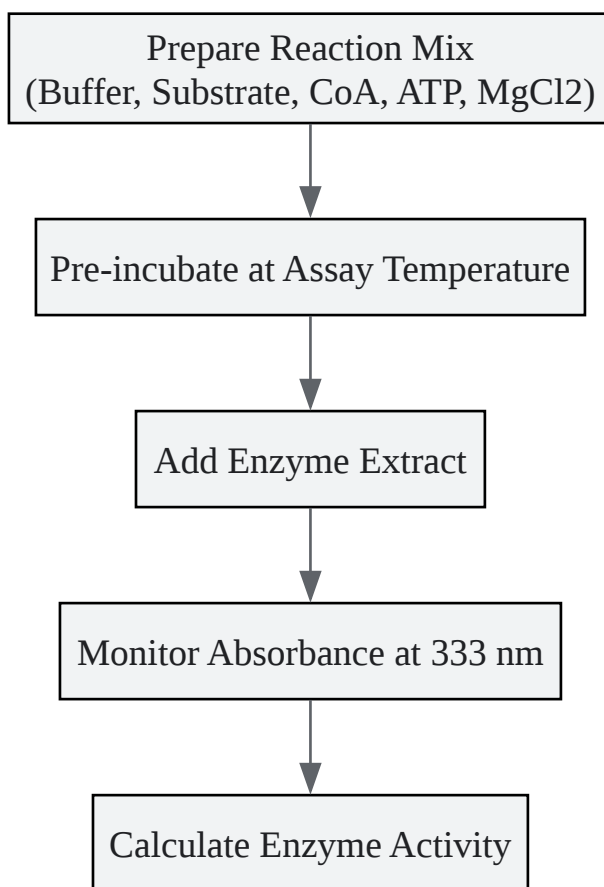 Prepare Reaction Mix
(Buffer, Substrate, CoA, ATP, MgCl2)
Pre-incubate at Assay Temperature
Add Enzyme Extract
Monitor Absorbance at 333 nm
Calculate Enzyme Activity